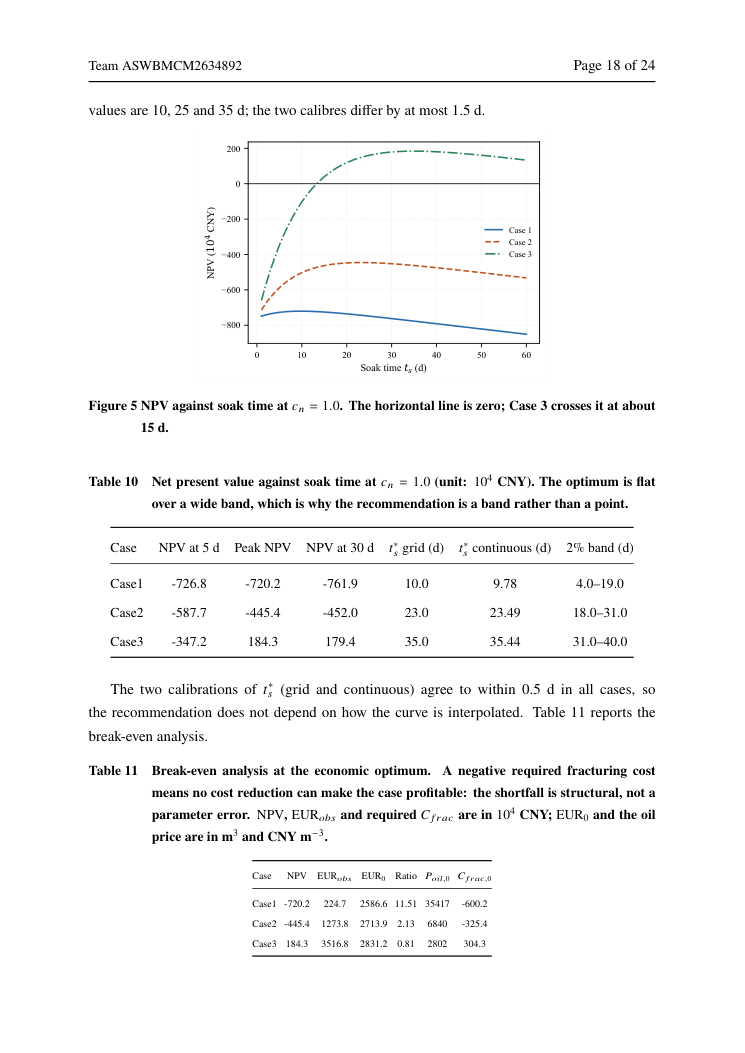 Team ASWBMCM2634892 Page 18 of 24
values are 10, 25 and 35 d; the two calibres differ by at most 1.5 d.
200
0
−200
−400
−600
−800
NPV (10⁴ CNY)
Case 1
Case 2
Case 3
0 10 20 30 40 50 60
Soak time tₛ (d)
Figure 5 NPV against soak time at cₙ = 1.0. The horizontal line is zero; Case 3 crosses it at about
15 d.
Table 10 Net present value against soak time at cₙ = 1.0 (unit: 10⁴ CNY). The optimum is flat
over a wide band, which is why the recommendation is a band rather than a point.
Case NPV at 5 d Peak NPV NPV at 30 d tₛ* grid (d) tₛ* continuous (d) 2% band (d)
Case1 -726.8 -720.2 -761.9 10.0 9.78 4.0–19.0
Case2 -587.7 -445.4 -452.0 23.0 23.49 18.0–31.0
Case3 -347.2 184.3 179.4 35.0 35.44 31.0–40.0
The two calibrations of tₛ* (grid and continuous) agree to within 0.5 d in all cases, so
the recommendation does not depend on how the curve is interpolated. Table 11 reports the
break-even analysis.
Table 11 Break-even analysis at the economic optimum. A negative required fracturing cost
means no cost reduction can make the case profitable: the shortfall is structural, not a
parameter error. NPV, EUR_obs and required C_frac are in 10⁴ CNY; EUR₀ and the oil
price are in m³ and CNY m⁻³.
Case NPV EUR_obs EUR₀ Ratio P_oil,0 C_frac,0
Case1 -720.2 224.7 2586.6 11.51 35417 -600.2
Case2 -445.4 1273.8 2713.9 2.13 6840 -325.4
Case3 184.3 3516.8 2831.2 0.81 2802 304.3